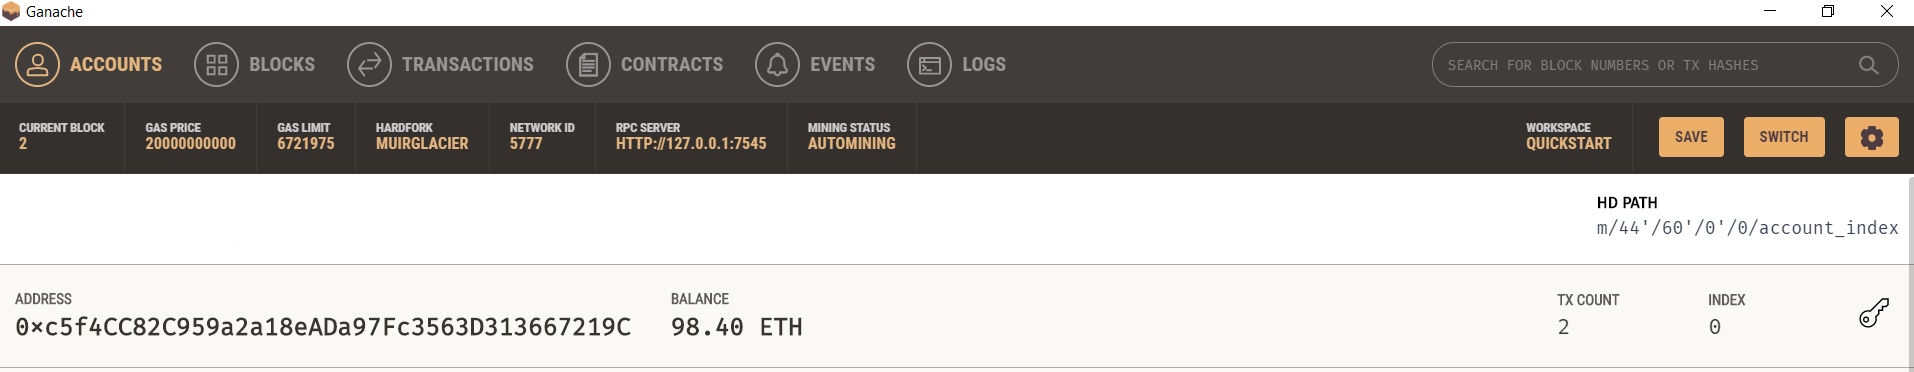 Ganache
ACCOUNTS BLOCKS TRANSACTIONS CONTRACTS EVENTS LOGS SEARCH FOR BLOCK NUMBERS OR TX HASHES
CURRENT BLOCK GAS PRICE GAS LIMIT HARDFORK NETWORK ID RPC SERVER MINING STATUS WORKSPACE
2 20000000000 6721975 MUIRGLACIER 5777 HTTP://127.0.0.1:7545 AUTOMINING QUICKSTART SAVE SWITCH
HD PATH
m/44'/60'/0'/0/account_index
ADDRESS BALANCE TX COUNT INDEX
0xc5f4CC82C959a2a18eADa97Fc3563D313667219C 98.40 ETH 2 0